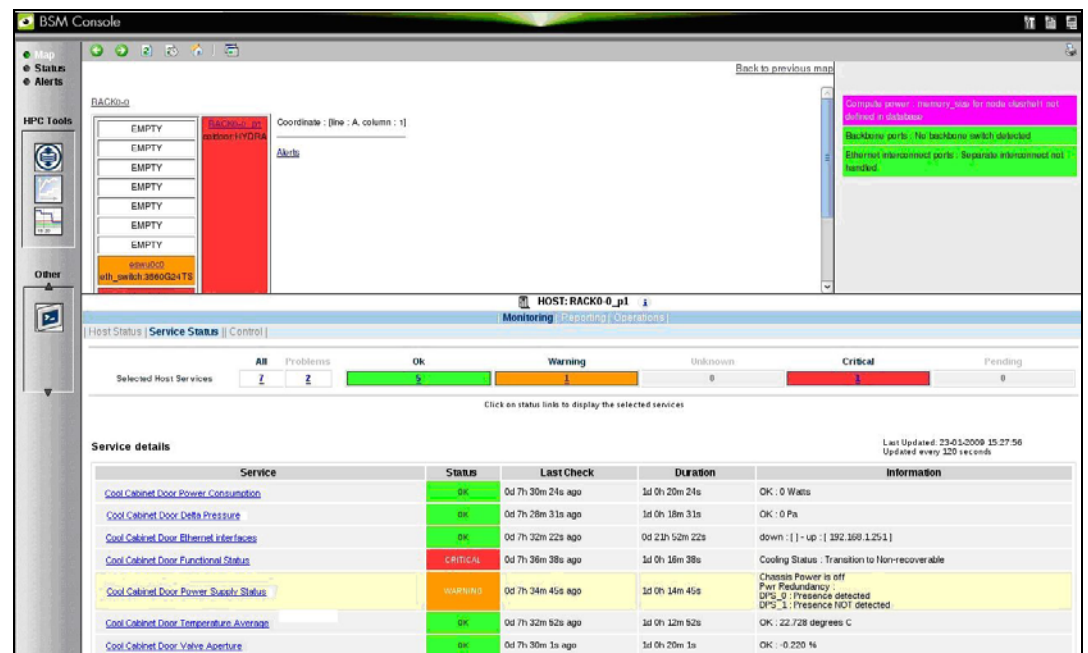 BSM Console
Map
Status
Alerts
HPC Tools
Other
Back to previous map
RACK0-0
EMPTY
EMPTY
EMPTY
EMPTY
EMPTY
EMPTY
EMPTY
eswu0c0
eth_switch:3560G24TS
RACK0-0_p1
HYDRA
Coordinate : [line : A, column : 1]
Alerts
Compute power : memory_size for node not
defined in database
Backbone ports : No backbone switch detected
Ethernet interconnect ports : Separate interconnect not
handled.
HOST: RACK0-0_p1 i
Monitoring | Reporting | Operations |
| Host Status | Service Status || Control |
All Problems Ok Warning Unknown Critical Pending
Selected Host Services 7 2 5 1 0 1 0
Click on status links to display the selected services
Service details
Last Updated: 23-01-2009 15:27:56
Updated every 120 seconds
Service Status Last Check Duration Information
Cool Cabinet Door Power Consumption OK 0d 7h 30m 24s ago 1d 0h 20m 24s OK : 0 Watts
Cool Cabinet Door Delta Pressure OK 0d 7h 28m 31s ago 1d 0h 18m 31s OK : 0 Pa
Cool Cabinet Door Ethernet interfaces OK 0d 7h 32m 22s ago 0d 21h 52m 22s down : [ ] - up : [ 192.168.1.251 ]
Cool Cabinet Door Functional Status CRITICAL 0d 7h 36m 38s ago 1d 0h 16m 38s Cooling Status : Transition to Non-recoverable
Cool Cabinet Door Power Supply Status WARNING 0d 7h 34m 45s ago 1d 0h 14m 45s Chassis Power is off
Pwr Redundancy :
DPS_0 : Presence detected
DPS_1 : Presence NOT detected
Cool Cabinet Door Temperature Average OK 0d 7h 32m 52s ago 1d 0h 12m 52s OK : 22.728 degrees C
Cool Cabinet Door Valve Aperture OK 0d 7h 30m 1s ago 1d 0h 20m 1s OK : -0.220 %